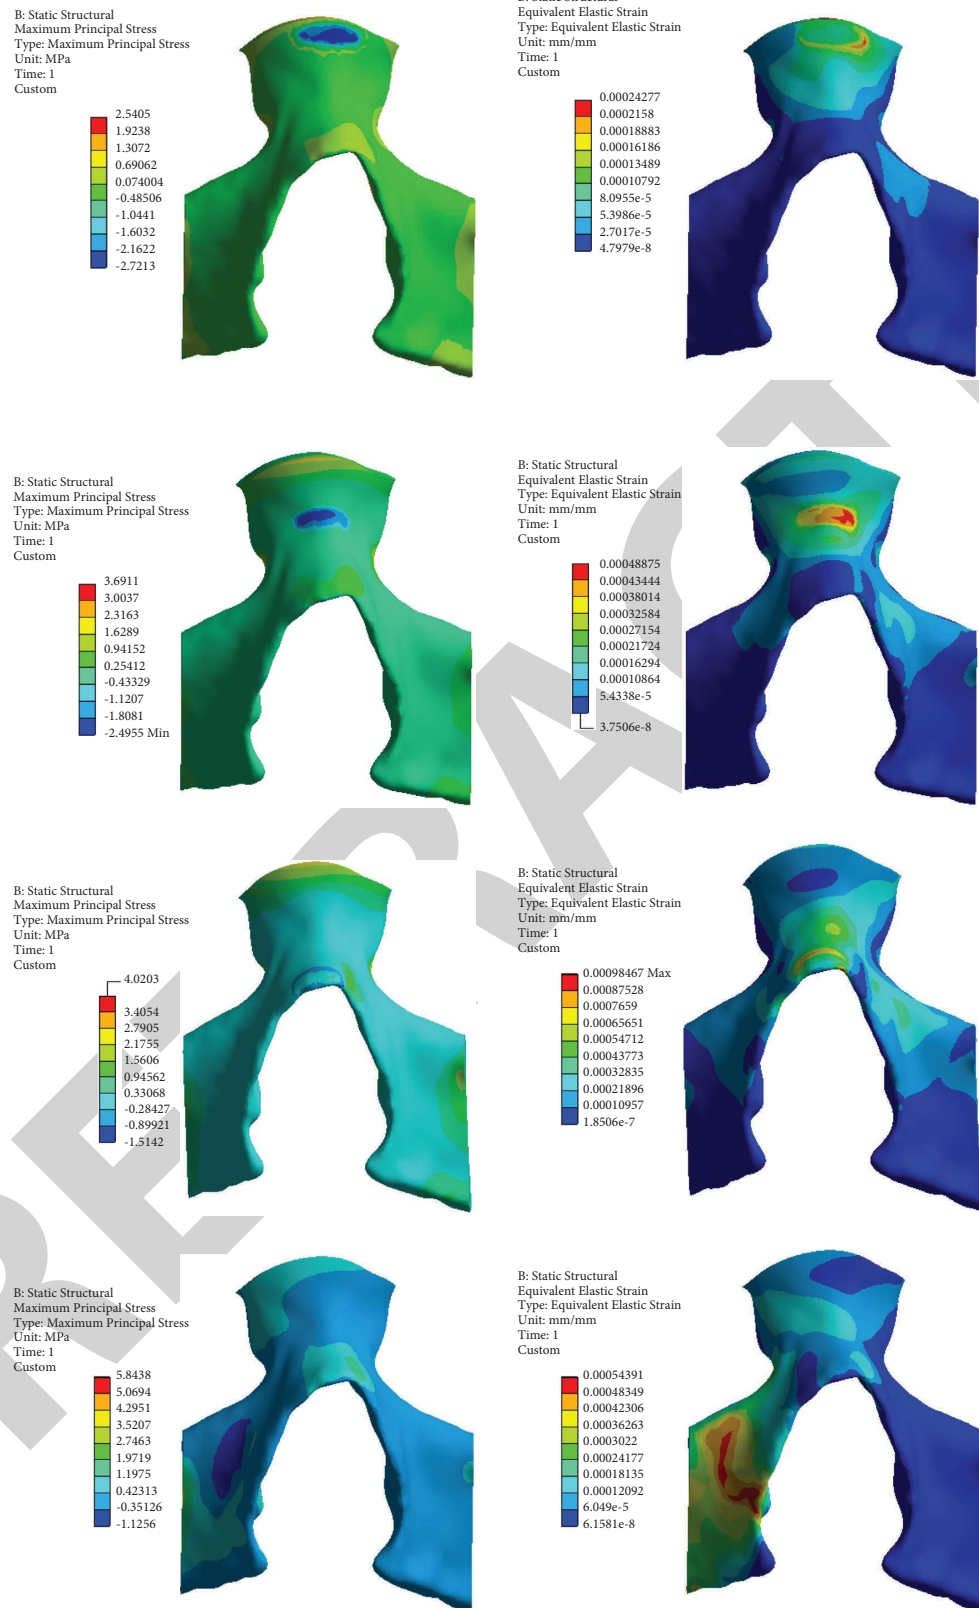 B: Static Structural
Maximum Principal Stress
Type: Maximum Principal Stress
Unit: MPa
Time: 1
Custom
2.5405
1.9238
1.3072
0.69062
0.074004
-0.48506
-1.0441
-1.6032
-2.1622
-2.7213
Equivalent Elastic Strain
Type: Equivalent Elastic Strain
Unit: mm/mm
Time: 1
Custom
0.00024277
0.0002158
0.00018883
0.00016186
0.00013489
0.00010792
8.0955e-5
5.3986e-5
2.7017e-5
4.7979e-8
B: Static Structural
Maximum Principal Stress
Type: Maximum Principal Stress
Unit: MPa
Time: 1
Custom
3.6911
3.0037
2.3163
1.6289
0.94152
0.25412
-0.43329
-1.1207
-1.8081
-2.4955 Min
B: Static Structural
Equivalent Elastic Strain
Type: Equivalent Elastic Strain
Unit: mm/mm
Time: 1
Custom
0.00048875
0.00043444
0.00038014
0.00032584
0.00027154
0.00021724
0.00016294
0.00010864
5.4338e-5
3.7506e-8
B: Static Structural
Maximum Principal Stress
Type: Maximum Principal Stress
Unit: MPa
Time: 1
Custom
4.0203
3.4054
2.7905
2.1755
1.5606
0.94562
0.33068
-0.28427
-0.89921
-1.5142
B: Static Structural
Equivalent Elastic Strain
Type: Equivalent Elastic Strain
Unit: mm/mm
Time: 1
Custom
0.00098467 Max
0.00087528
0.0007659
0.00065651
0.00054712
0.00043773
0.00032835
0.00021896
0.00010957
1.8506e-7
B: Static Structural
Maximum Principal Stress
Type: Maximum Principal Stress
Unit: MPa
Time: 1
Custom
5.8438
5.0694
4.2951
3.5207
2.7463
1.9719
1.1975
0.42313
-0.35126
-1.1256
B: Static Structural
Equivalent Elastic Strain
Type: Equivalent Elastic Strain
Unit: mm/mm
Time: 1
Custom
0.00054391
0.00048349
0.00042306
0.00036263
0.0003022
0.00024177
0.00018135
0.00012092
6.049e-5
6.1581e-8